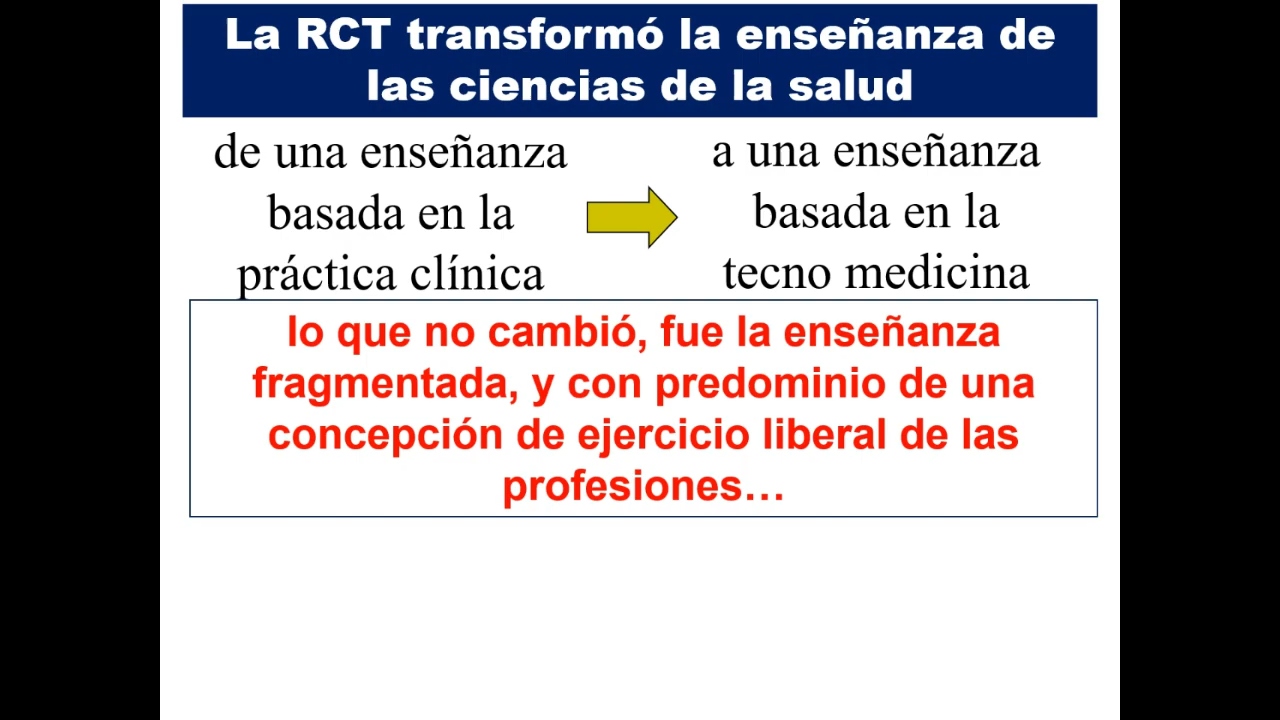 La RCT transformó la enseñanza de
las ciencias de la salud
de una enseñanza
basada en la
práctica clínica
a una enseñanza
basada en la
tecno medicina
lo que no cambió, fue la enseñanza
fragmentada, y con predominio de una
concepción de ejercicio liberal de las
profesiones…